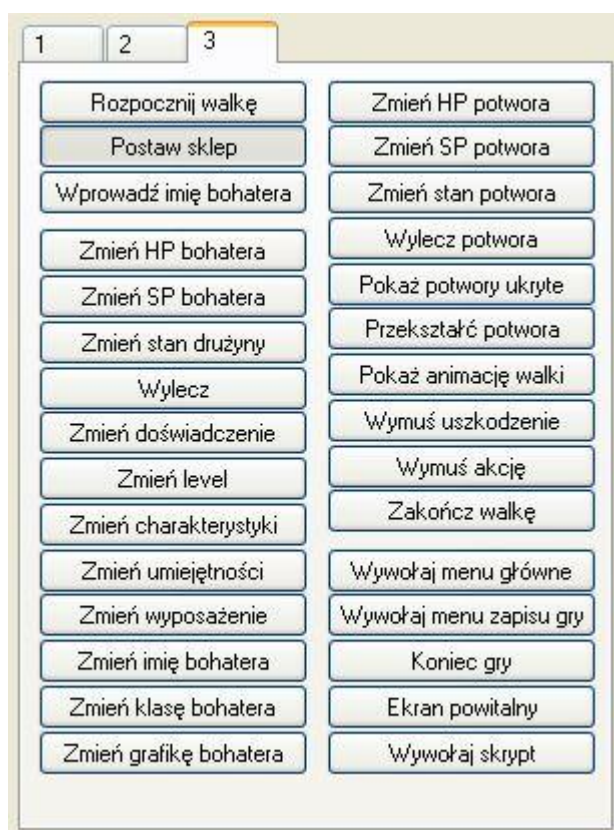 1
2
3
Rozpocznij walkę
Postaw sklep
Wprowadź imię bohatera
Zmień HP bohatera
Zmień SP bohatera
Zmień stan drużyny
Wylecz
Zmień doświadczenie
Zmień level
Zmień charakterystyki
Zmień umiejętności
Zmień wyposażenie
Zmień imię bohatera
Zmień klasę bohatera
Zmień grafikę bohatera
Zmień HP potwora
Zmień SP potwora
Zmień stan potwora
Wylecz potwora
Pokaż potwory ukryte
Przekształć potwora
Pokaż animację walki
Wymuś uszkodzenie
Wymuś akcję
Zakończ walkę
Wywołaj menu główne
Wywołaj menu zapisu gry
Koniec gry
Ekran powitalny
Wywołaj skrypt